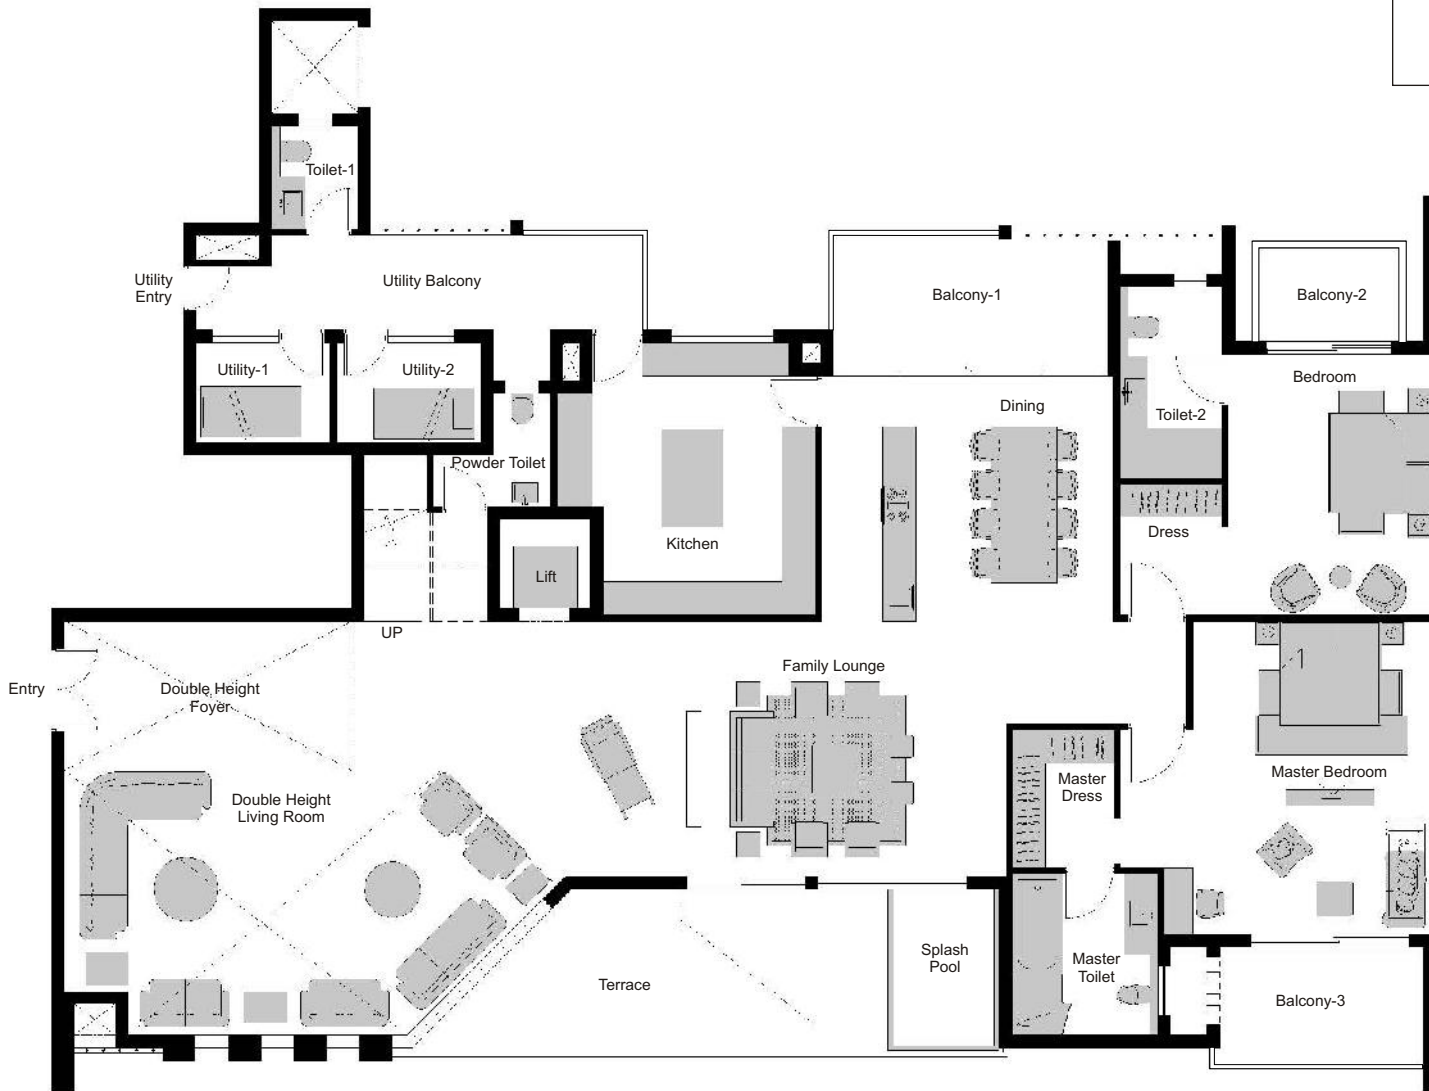 Toilet-1
Utility
Entry
Utility Balcony
Balcony-1
Balcony-2
Utility-1
Utility-2
Bedroom
Dining
Toilet-2
Powder Toilet
Kitchen
Dress
Lift
UP
Entry
Double Height
Foyer
Family Lounge
Double Height
Living Room
Master
Dress
Master Bedroom
Splash
Pool
Master
Toilet
Terrace
Balcony-3